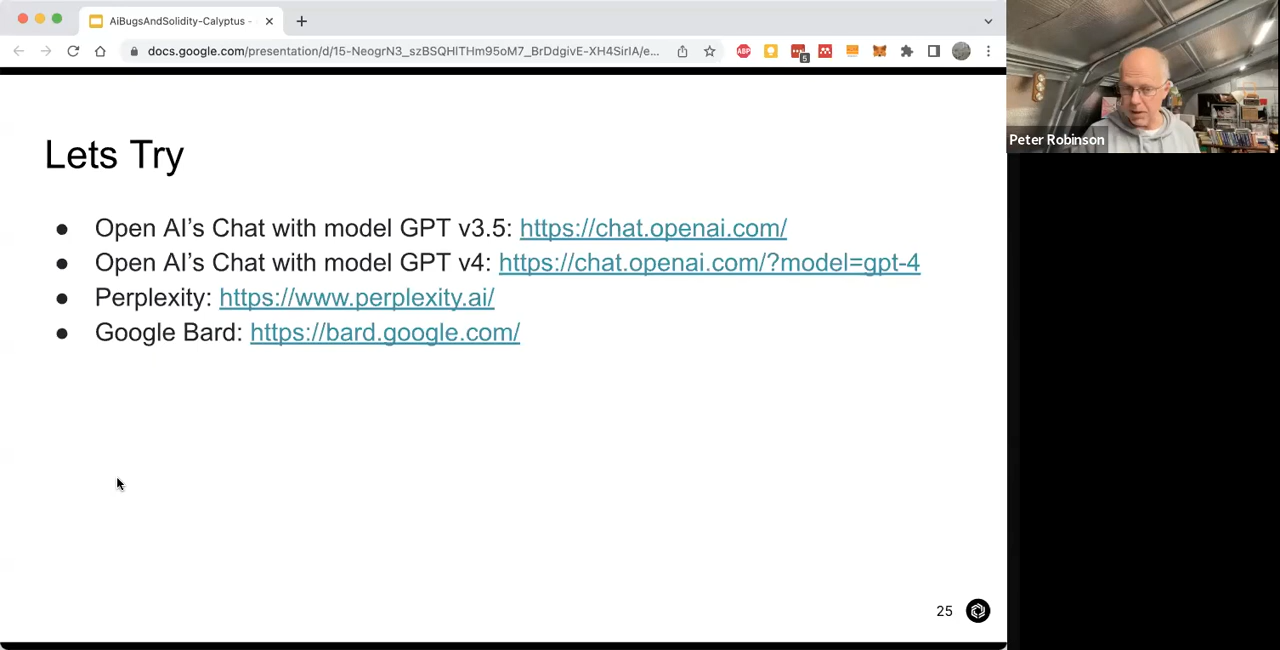 AiBugsAndSolidity-Calyptus -
docs.google.com/presentation/d/15-NeogrN3_szBSQHITHm95oM7_BrDdgivE-XH4SirIA/e...
ABP
5
Peter Robinson
Lets Try
● Open AI’s Chat with model GPT v3.5: https://chat.openai.com/
● Open AI’s Chat with model GPT v4: https://chat.openai.com/?model=gpt-4
● Perplexity: https://www.perplexity.ai/
● Google Bard: https://bard.google.com/
25